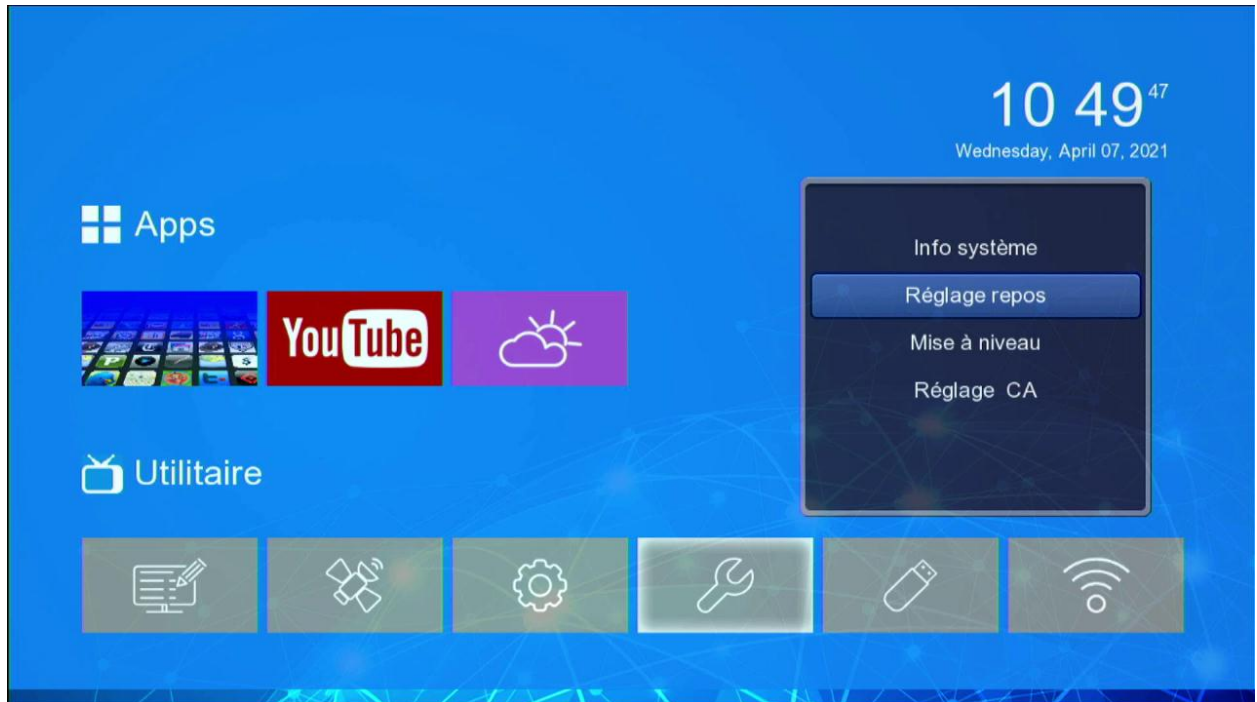 10 49 47
Wednesday, April 07, 2021
Apps
YouTube
Info système
Réglage repos
Mise à niveau
Réglage CA
Utilitaire